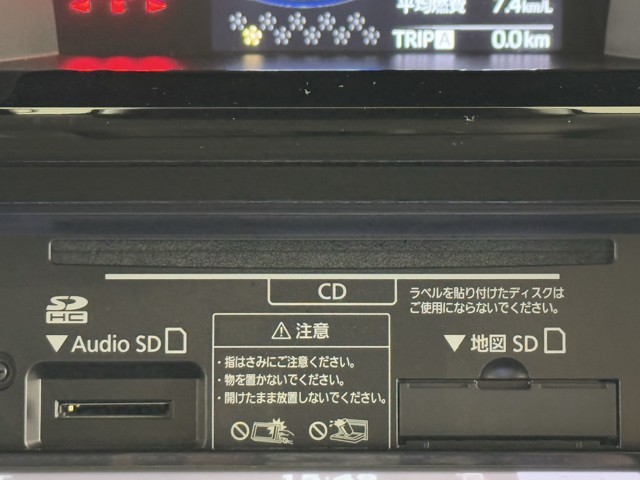 平均燃費 7.4km/L
TRIP A 0.0km
CD
ラベルを貼り付けたディスクは
ご使用にならないでください。
SD
HC
▼Audio SD
⚠注意
・指はさみにご注意ください。
・物を置かないでください。
・開けたまま放置しないでください。
▼地図 SD